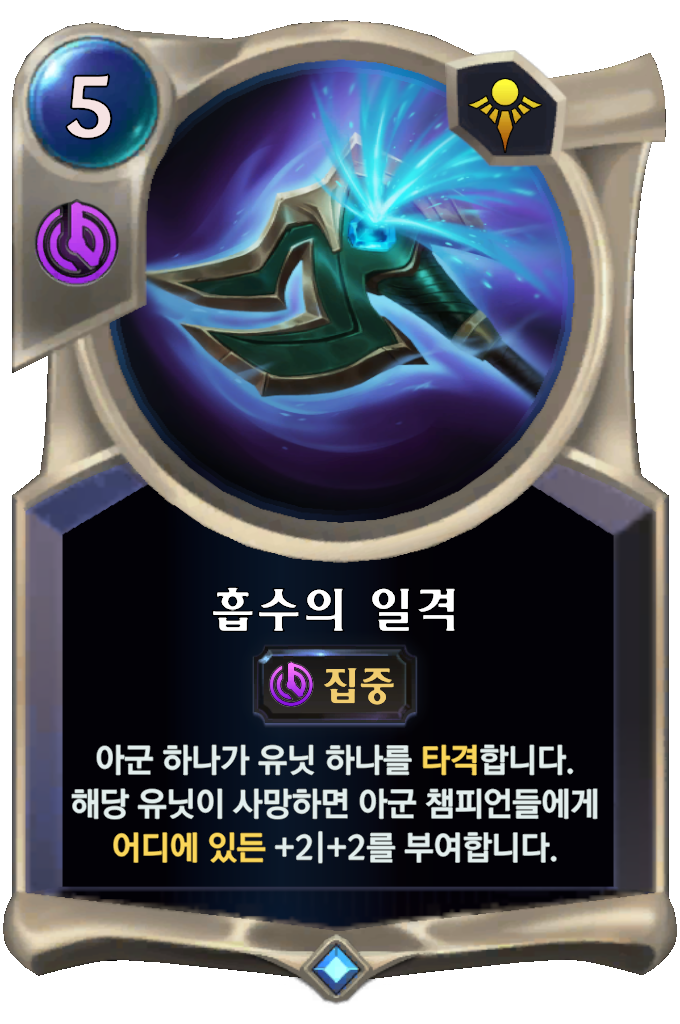 5
흡수의 일격
집중
아군 하나가 유닛 하나를 타격합니다.
해당 유닛이 사망하면 아군 챔피언들에게
어디에 있든 +2|+2를 부여합니다.